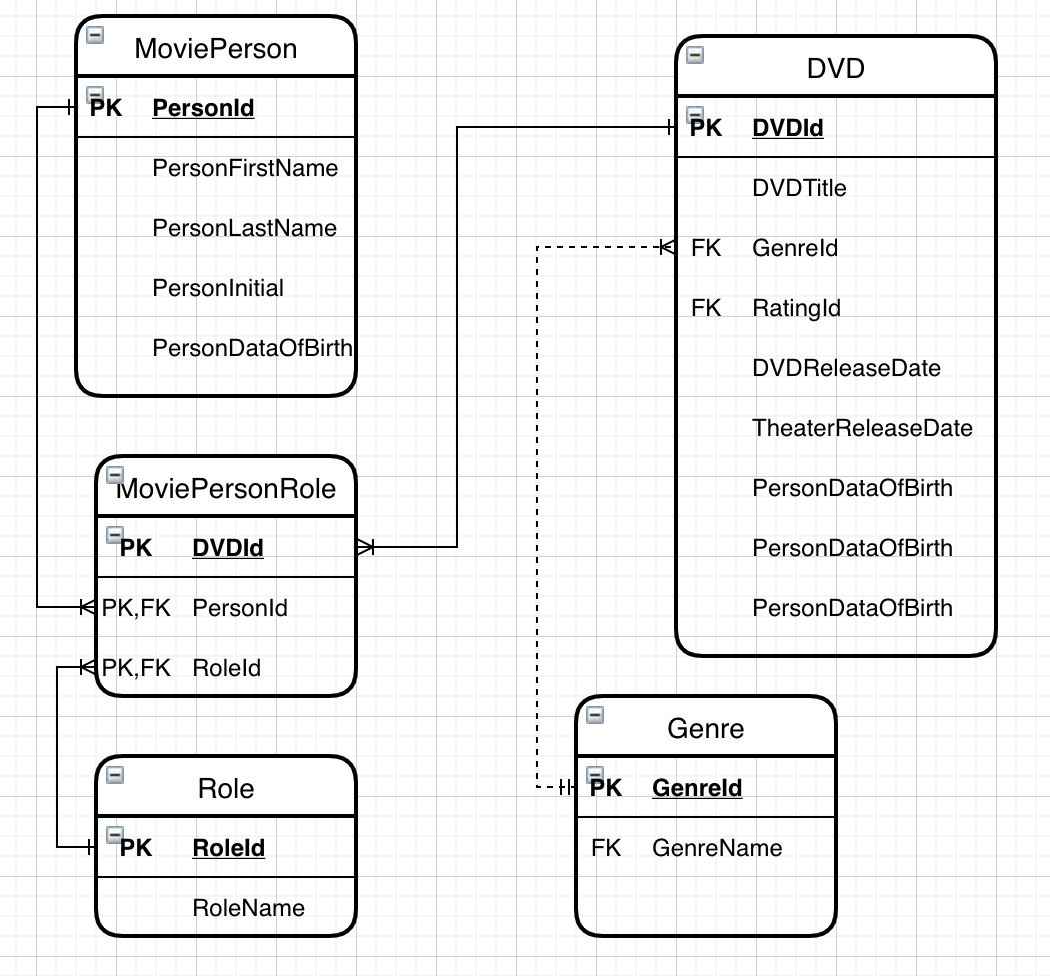 MoviePerson
PK PersonId
PersonFirstName
PersonLastName
PersonInitial
PersonDataOfBirth
MoviePersonRole
PK DVDId
PK,FK PersonId
PK,FK RoleId
Role
PK RoleId
RoleName
DVD
PK DVDId
DVDTitle
FK GenreId
FK RatingId
DVDReleaseDate
TheaterReleaseDate
PersonDataOfBirth
PersonDataOfBirth
PersonDataOfBirth
Genre
PK GenreId
FK GenreName